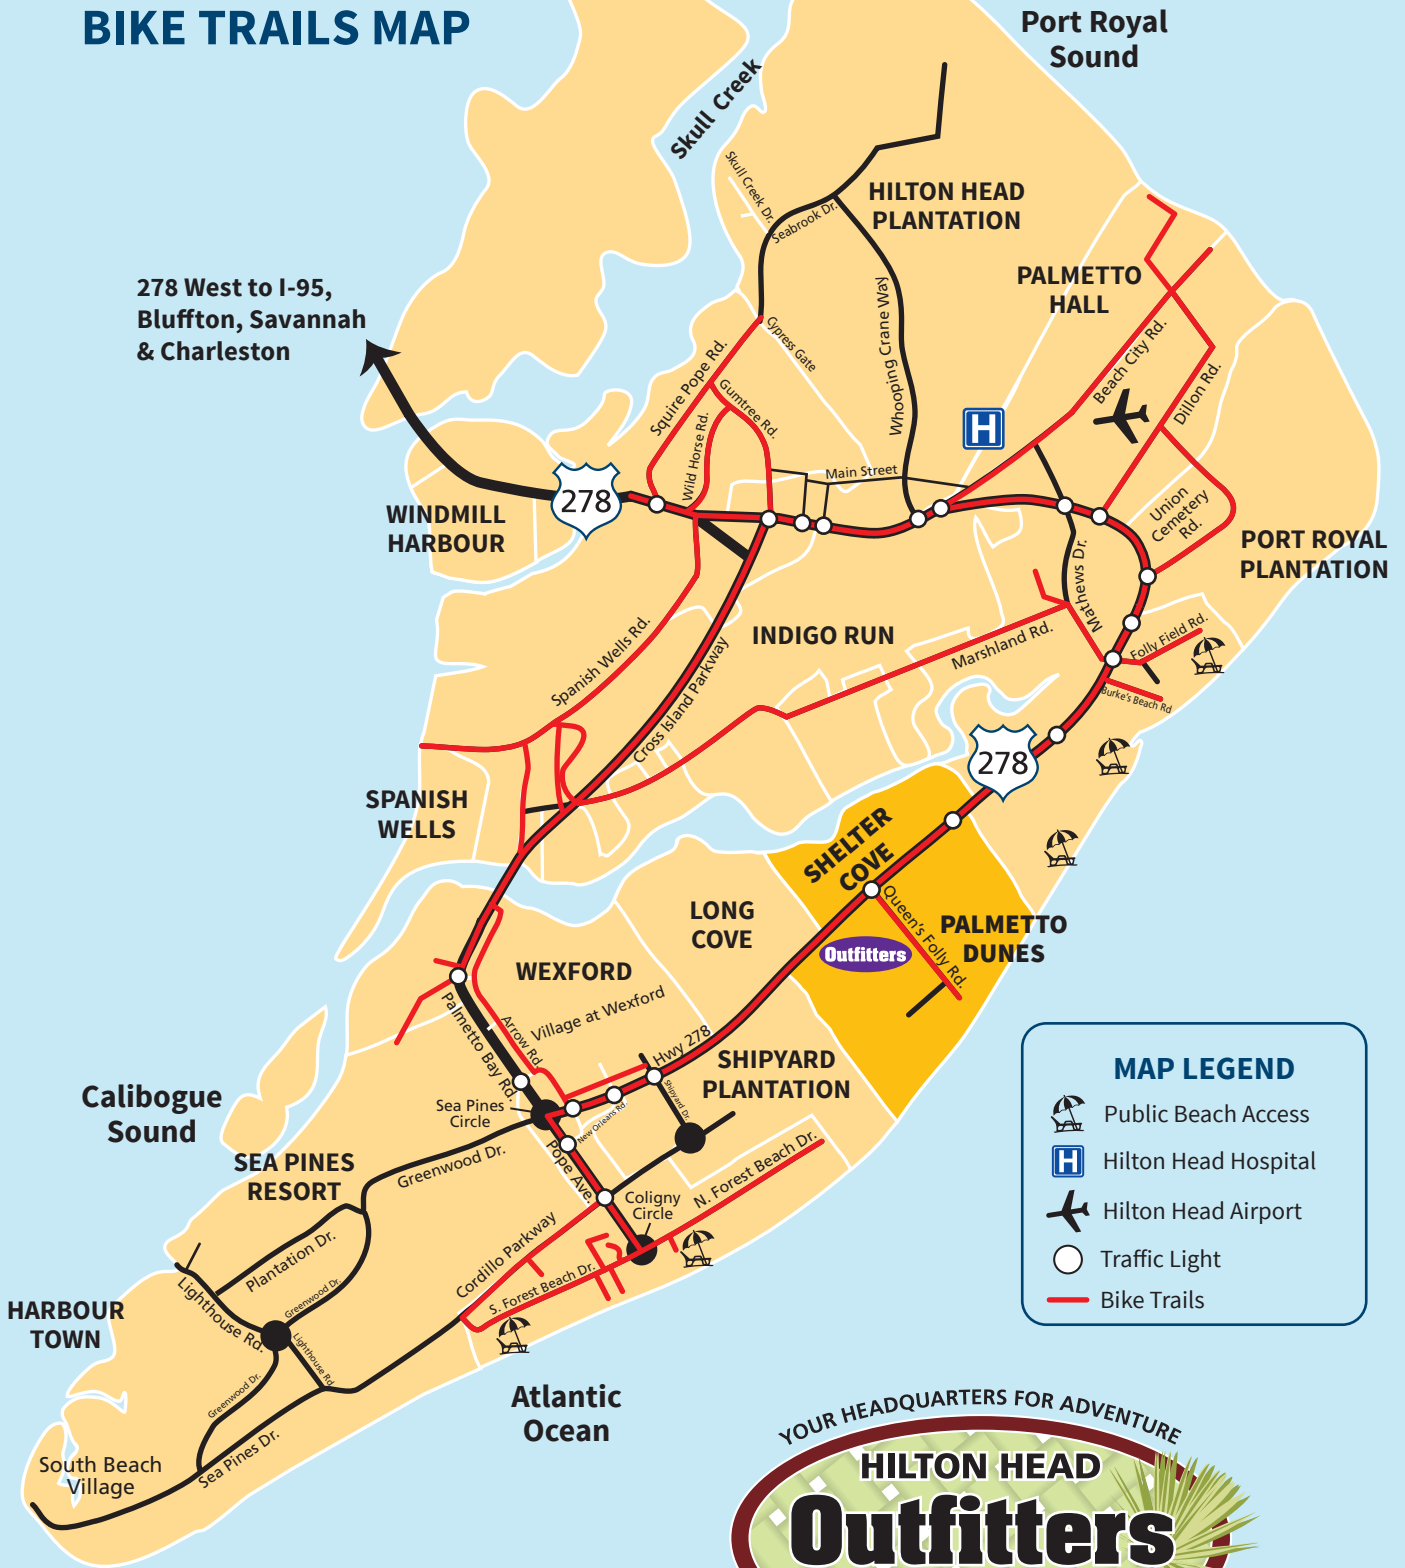 BIKE TRAILS MAP
Port Royal
Sound
Skull Creek
Skull Creek Dr.
Seabrook Dr.
HILTON HEAD
PLANTATION
278 West to I-95,
Bluffton, Savannah
& Charleston
PALMETTO
HALL
Cypress Gate
Whooping Crane Way
Squire Pope Rd.
Gumtree Rd.
Wild Horse Rd.
Beach City Rd.
Dillon Rd.
H
Main Street
278
WINDMILL
HARBOUR
Union
Cemetery
Rd.
PORT ROYAL
PLANTATION
Mathews Dr.
INDIGO RUN
Marshland Rd.
Folly Field Rd.
Burke's Beach Rd
Spanish Wells Rd.
Cross Island Parkway
278
SPANISH
WELLS
SHELTER
COVE
Queen's Folly Rd.
PALMETTO
DUNES
Outfitters
LONG
COVE
WEXFORD
Village at Wexford
Arrow Rd.
Palmetto Bay Rd.
Hwy 278
SHIPYARD
PLANTATION
Shipyard Dr.
New Orleans Rd.
Sea Pines
Circle
Calibogue
Sound
Greenwood Dr.
Pope Ave.
SEA PINES
RESORT
Coligny
Circle
N. Forest Beach Dr.
Cordillo Parkway
S. Forest Beach Dr.
Plantation Dr.
Greenwood Dr.
Lighthouse Rd.
Lighthouse Rd.
HARBOUR
TOWN
Greenwood Dr.
Sea Pines Dr.
South Beach
Village
Atlantic
Ocean
MAP LEGEND
Public Beach Access
H Hilton Head Hospital
Hilton Head Airport
Traffic Light
Bike Trails
YOUR HEADQUARTERS FOR ADVENTURE
HILTON HEAD
Outfitters